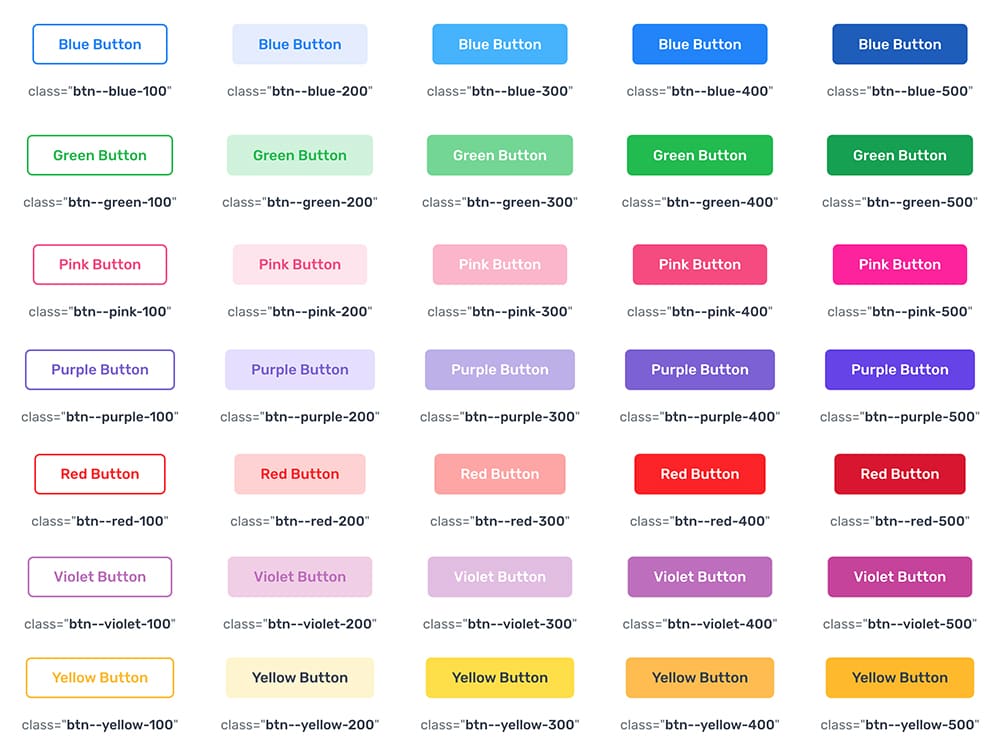 Blue Button Blue Button Blue Button Blue Button Blue Button
class="btn--blue-100" class="btn--blue-200" class="btn--blue-300" class="btn--blue-400" class="btn--blue-500"
Green Button Green Button Green Button Green Button Green Button
class="btn--green-100" class="btn--green-200" class="btn--green-300" class="btn--green-400" class="btn--green-500"
Pink Button Pink Button Pink Button Pink Button Pink Button
class="btn--pink-100" class="btn--pink-200" class="btn--pink-300" class="btn--pink-400" class="btn--pink-500"
Purple Button Purple Button Purple Button Purple Button Purple Button
class="btn--purple-100" class="btn--purple-200" class="btn--purple-300" class="btn--purple-400" class="btn--purple-500"
Red Button Red Button Red Button Red Button Red Button
class="btn--red-100" class="btn--red-200" class="btn--red-300" class="btn--red-400" class="btn--red-500"
Violet Button Violet Button Violet Button Violet Button Violet Button
class="btn--violet-100" class="btn--violet-200" class="btn--violet-300" class="btn--violet-400" class="btn--violet-500"
Yellow Button Yellow Button Yellow Button Yellow Button Yellow Button
class="btn--yellow-100" class="btn--yellow-200" class="btn--yellow-300" class="btn--yellow-400" class="btn--yellow-500"